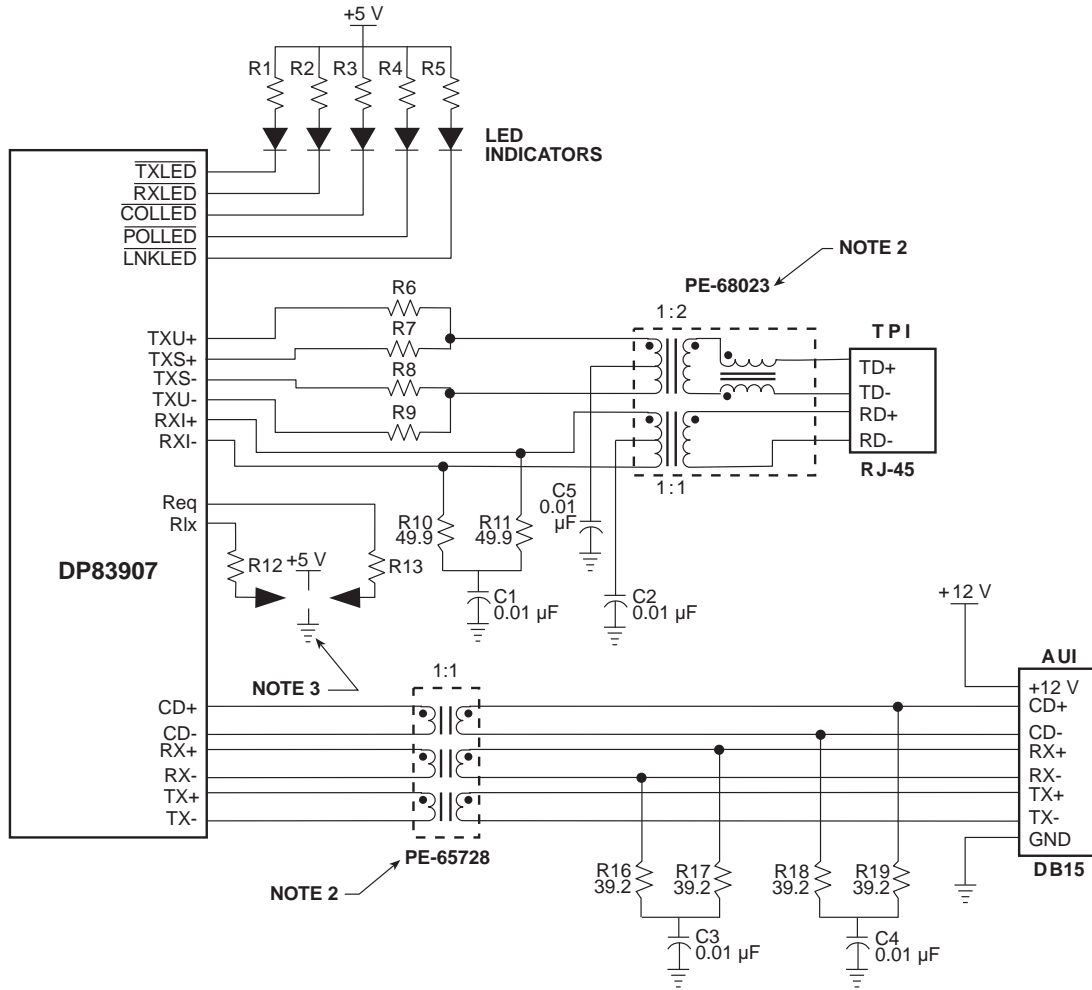 +5 V
R1 R2 R3 R4 R5
LED
INDICATORS
TXLED
RXLED
COLLED
POLLED
LNKLED
NOTE 2
PE-68023
1:2
TPI
TXU+
TXS+
TXS-
TXU-
RXI+
RXI-
R6
R7
R8
R9
TD+
TD-
RD+
RD-
RJ-45
1:1
Req
RIx
DP83907
R12
+5 V
R13
NOTE 3
R10
49.9
R11
49.9
C1
0.01 µF
C5
0.01
µF
C2
0.01 µF
+12 V
AUI
1:1
CD+
CD-
RX+
RX-
TX+
TX-
+12 V
CD+
CD-
RX+
RX-
TX+
TX-
GND
DB15
PE-65728
NOTE 2
R16
39.2
R17
39.2
R18
39.2
R19
39.2
C3
0.01 µF
C4
0.01 µF